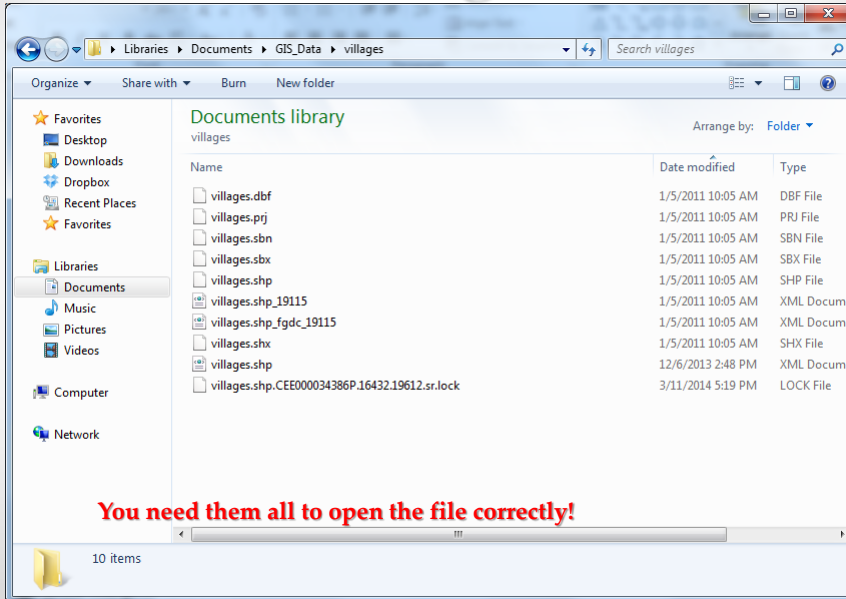 Libraries ▸ Documents ▸ GIS_Data ▸ villages
Search villages
Organize Share with Burn New folder
Favorites
Desktop
Downloads
Dropbox
Recent Places
Favorites
Libraries
Documents
Music
Pictures
Videos
Computer
Network
Documents library
villages
Arrange by: Folder
Name Date modified Type
villages.dbf 1/5/2011 10:05 AM DBF File
villages.prj 1/5/2011 10:05 AM PRJ File
villages.sbn 1/5/2011 10:05 AM SBN File
villages.sbx 1/5/2011 10:05 AM SBX File
villages.shp 1/5/2011 10:05 AM SHP File
villages.shp_19115 1/5/2011 10:05 AM XML Docum
villages.shp_fgdc_19115 1/5/2011 10:05 AM XML Docum
villages.shx 1/5/2011 10:05 AM SHX File
villages.shp 12/6/2013 2:48 PM XML Docum
villages.shp.CEE000034386P.16432.19612.sr.lock 3/11/2014 5:19 PM LOCK File
You need them all to open the file correctly!
10 items